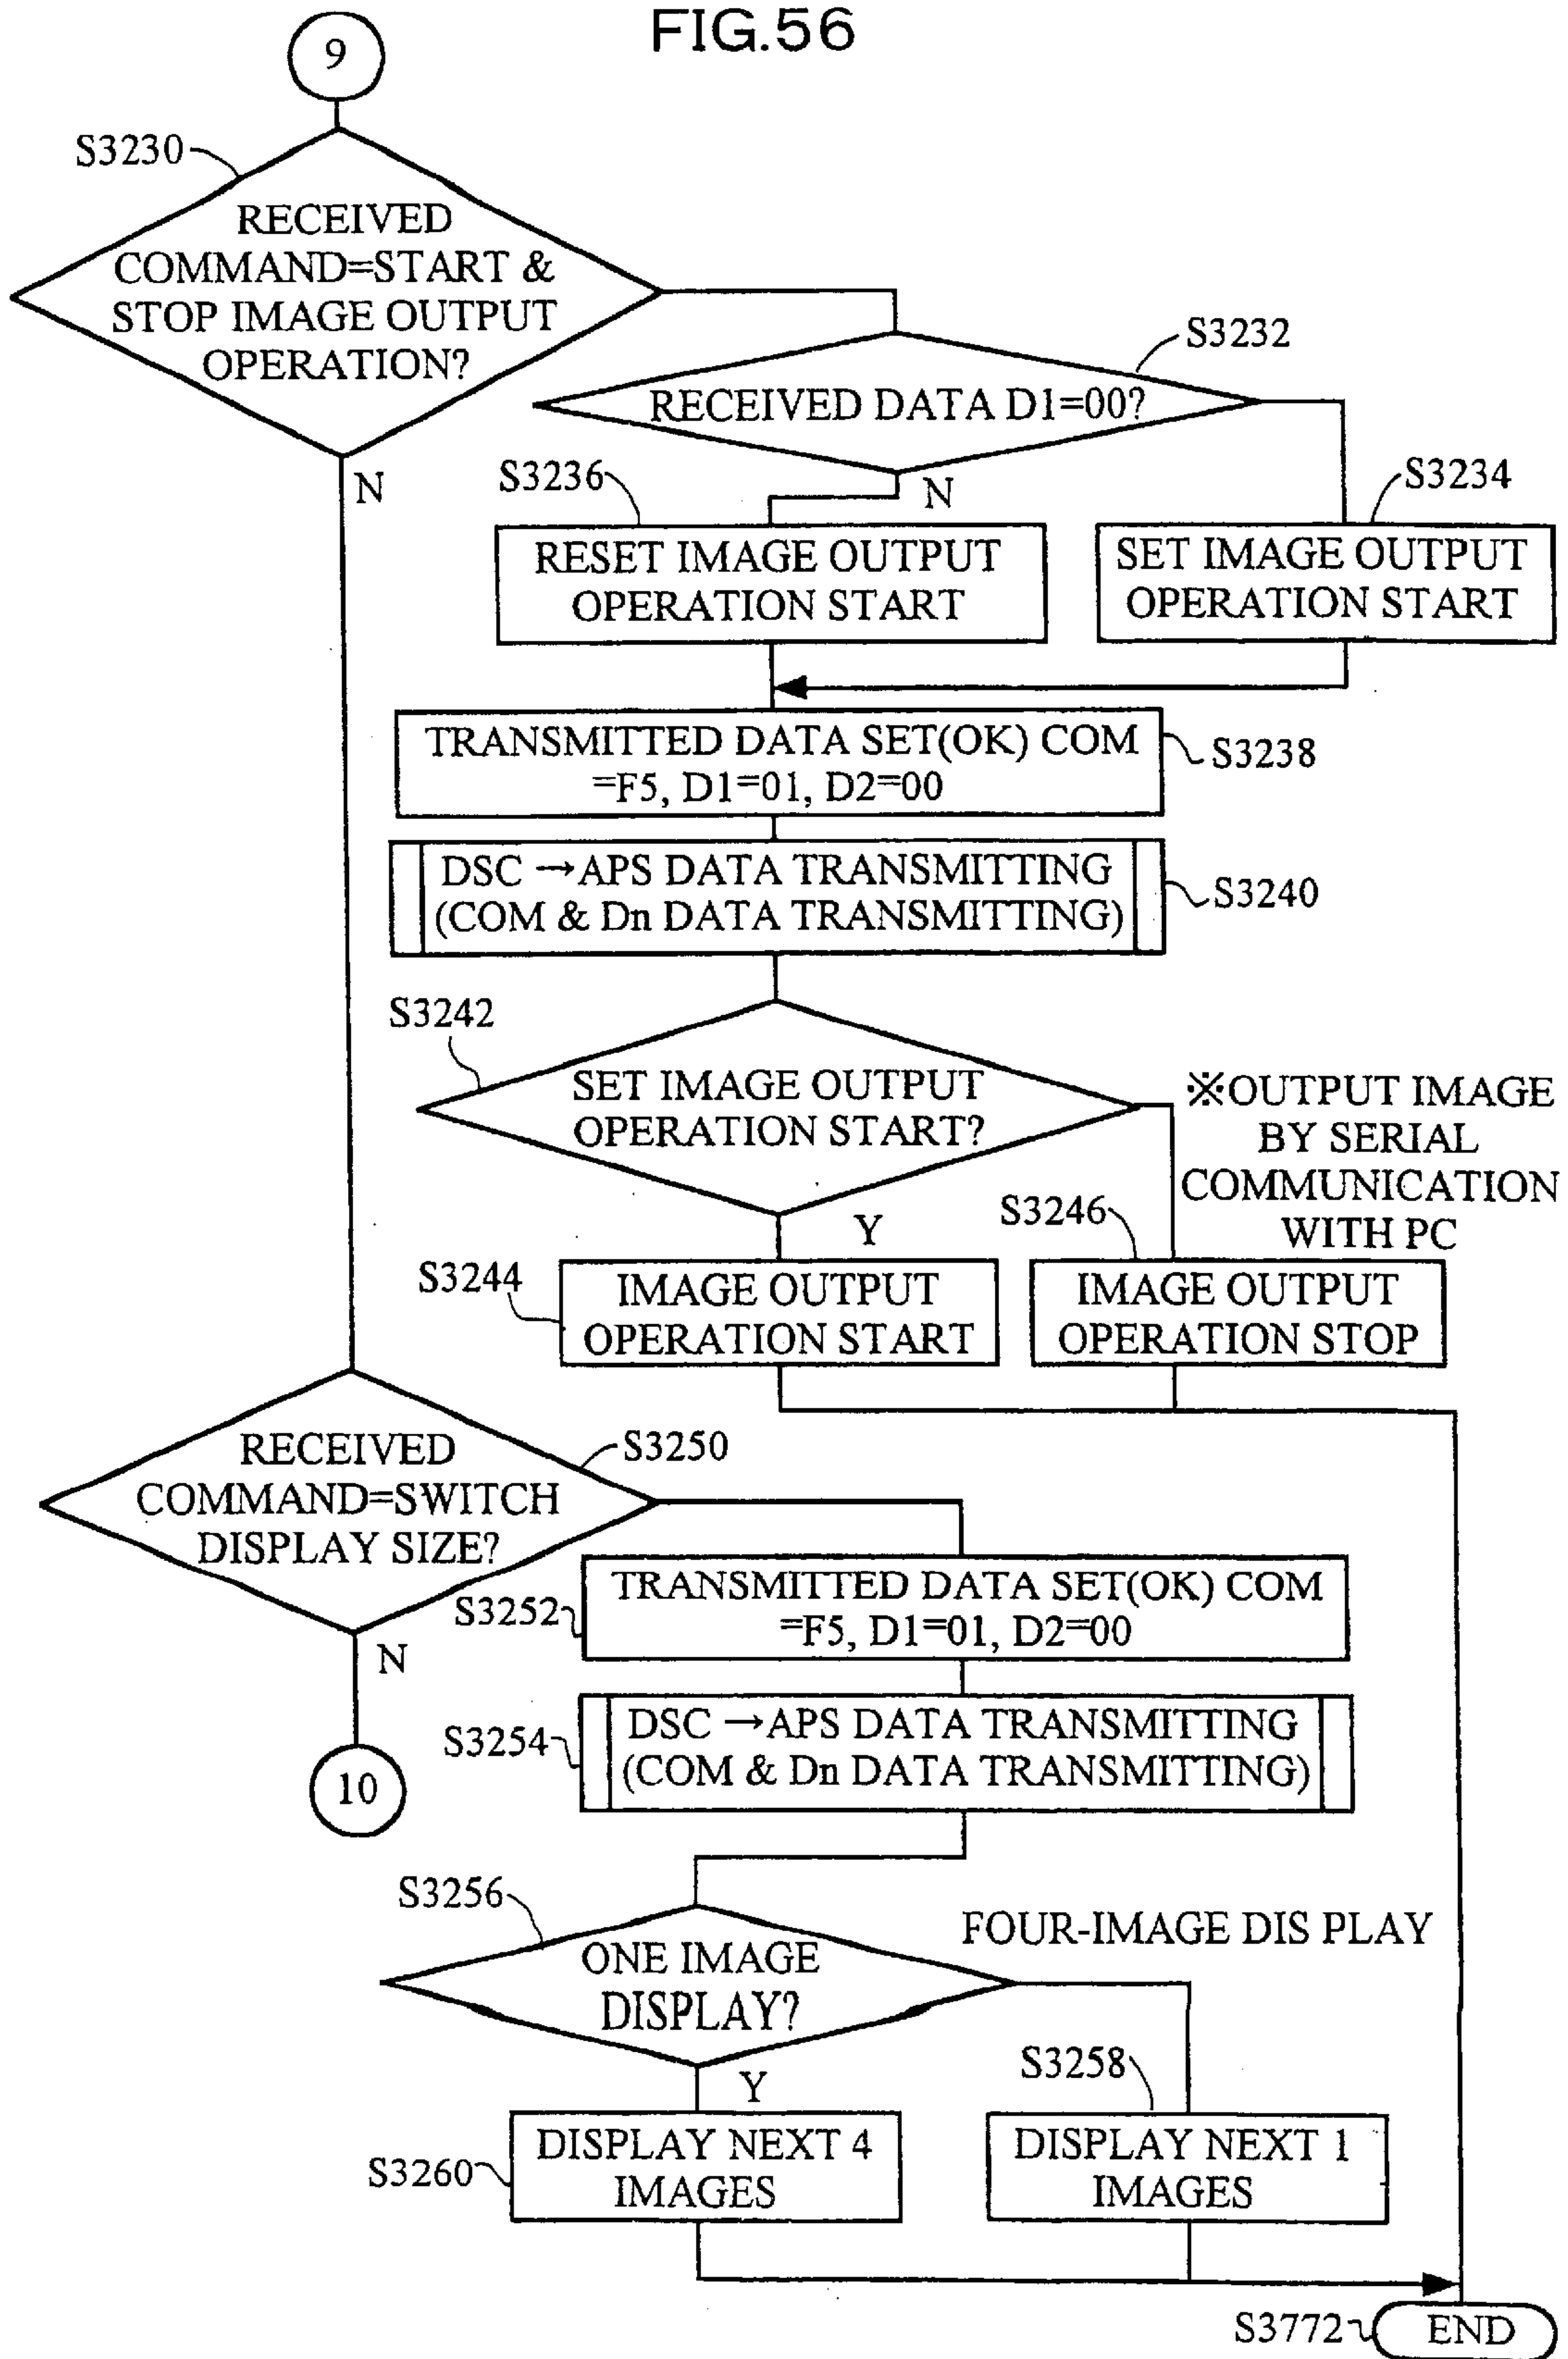 FIG.56
9
S3230
RECEIVED
COMMAND=START &
STOP IMAGE OUTPUT
OPERATION?
N
S3232
RECEIVED DATA D1=00?
N
S3236
RESET IMAGE OUTPUT
OPERATION START
S3234
SET IMAGE OUTPUT
OPERATION START
TRANSMITTED DATA SET(OK) COM
=F5, D1=01, D2=00
S3238
DSC →APS DATA TRANSMITTING
(COM & Dn DATA TRANSMITTING)
S3240
S3242
SET IMAGE OUTPUT
OPERATION START?
Y
※OUTPUT IMAGE
BY SERIAL
COMMUNICATION
WITH PC
S3244
IMAGE OUTPUT
OPERATION START
S3246
IMAGE OUTPUT
OPERATION STOP
RECEIVED
COMMAND=SWITCH
DISPLAY SIZE?
S3250
N
10
S3252
TRANSMITTED DATA SET(OK) COM
=F5, D1=01, D2=00
S3254
DSC →APS DATA TRANSMITTING
(COM & Dn DATA TRANSMITTING)
S3256
ONE IMAGE
DISPLAY?
FOUR-IMAGE DIS PLAY
Y
S3260
DISPLAY NEXT 4
IMAGES
S3258
DISPLAY NEXT 1
IMAGES
S3772
END